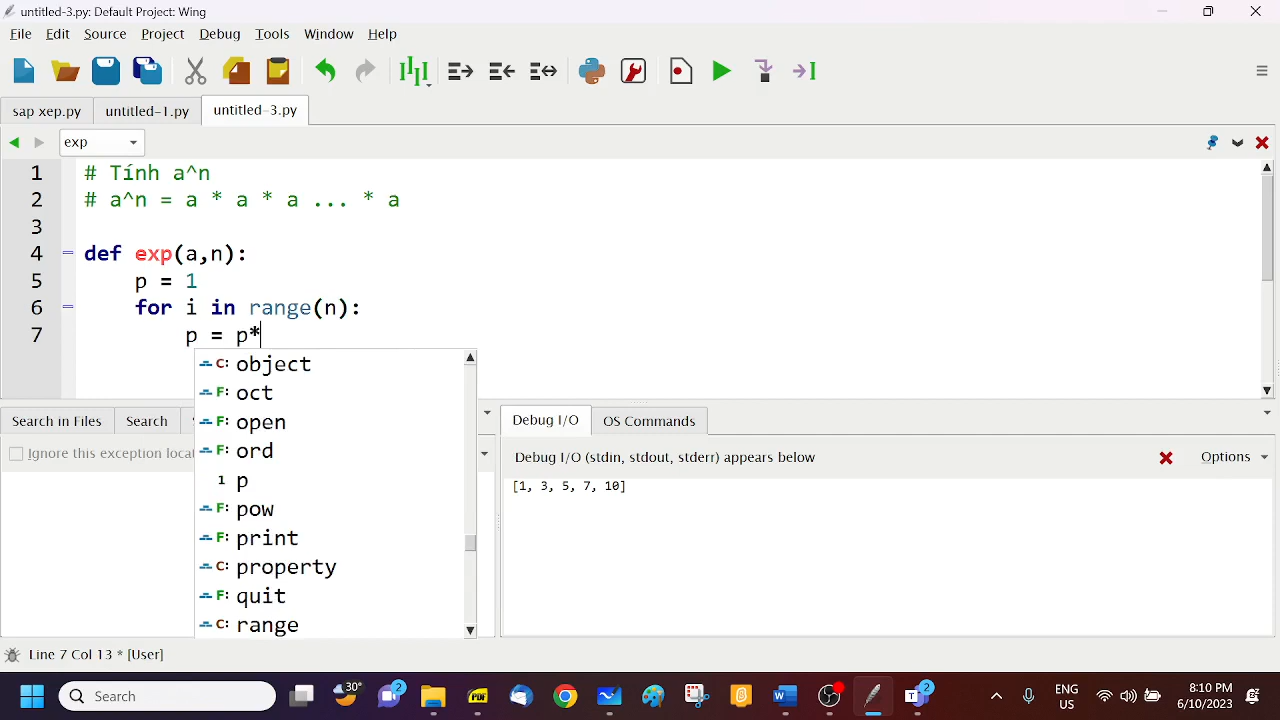 untitled-3.py: Default Project: Wing
File Edit Source Project Debug Tools Window Help
sap xep.py untitled-1.py untitled-3.py
exp
1 # Tính a^n
2 # a^n = a * a * a ... * a
3
4 def exp(a,n):
5 p = 1
6 for i in range(n):
7 p = p*
C: object
F: oct
F: open
F: ord
1 p
F: pow
F: print
C: property
F: quit
C: range
Search in Files Search
Ignore this exception locat
Debug I/O OS Commands
Debug I/O (stdin, stdout, stderr) appears below Options
[1, 3, 5, 7, 10]
Line 7 Col 13 * [User]
Search 30° 2 PDF 2 ENG US 8:10 PM 6/10/2023